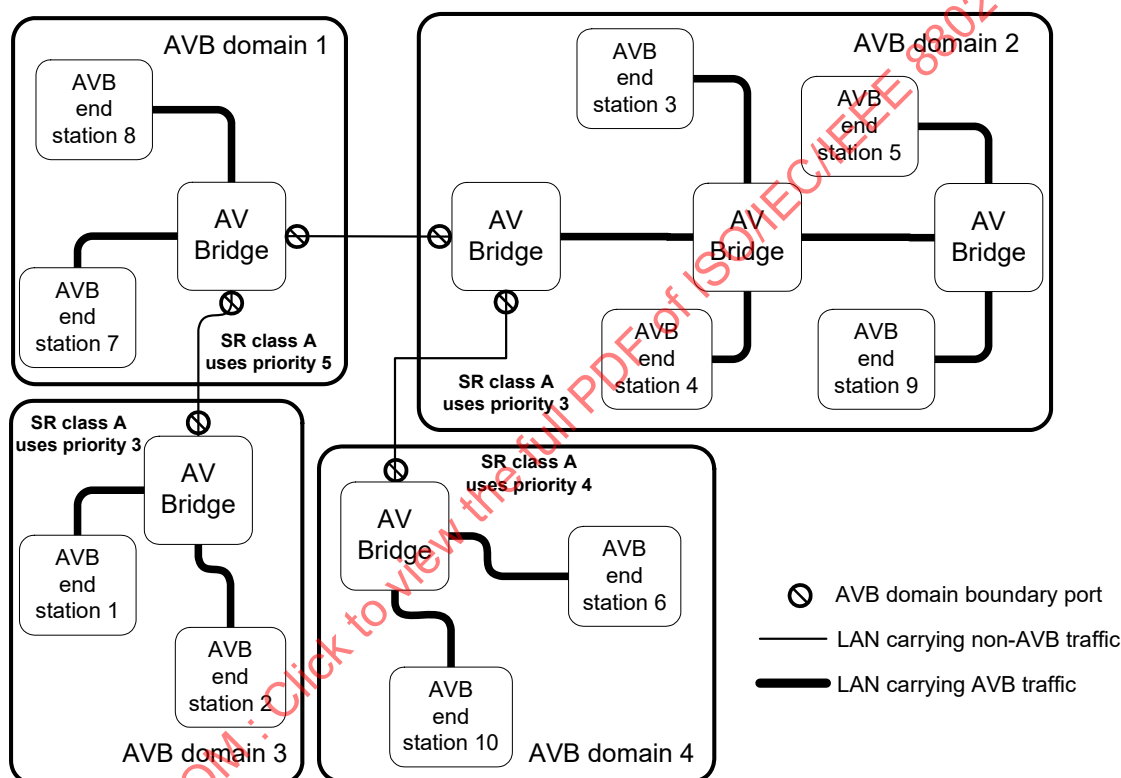 AVB domain 1
AVB
end
station 8
AV
Bridge
AVB
end
station 7
SR class A
uses priority 5
AVB domain 2
AVB
end
station 3
AVB
end
station 5
AV
Bridge
AV
Bridge
AV
Bridge
AVB
end
station 4
AVB
end
station 9
SR class A
uses priority 3
SR class A
uses priority 3
AV
Bridge
AVB
end
station 1
AVB
end
station 2
AVB domain 3
SR class A
uses priority 4
AV
Bridge
AVB
end
station 6
AVB
end
station 10
AVB domain 4
AVB domain boundary port
LAN carrying non-AVB traffic
LAN carrying AVB traffic
OM : Click to view the full PDF of ISO/IEC/IEEE 8802